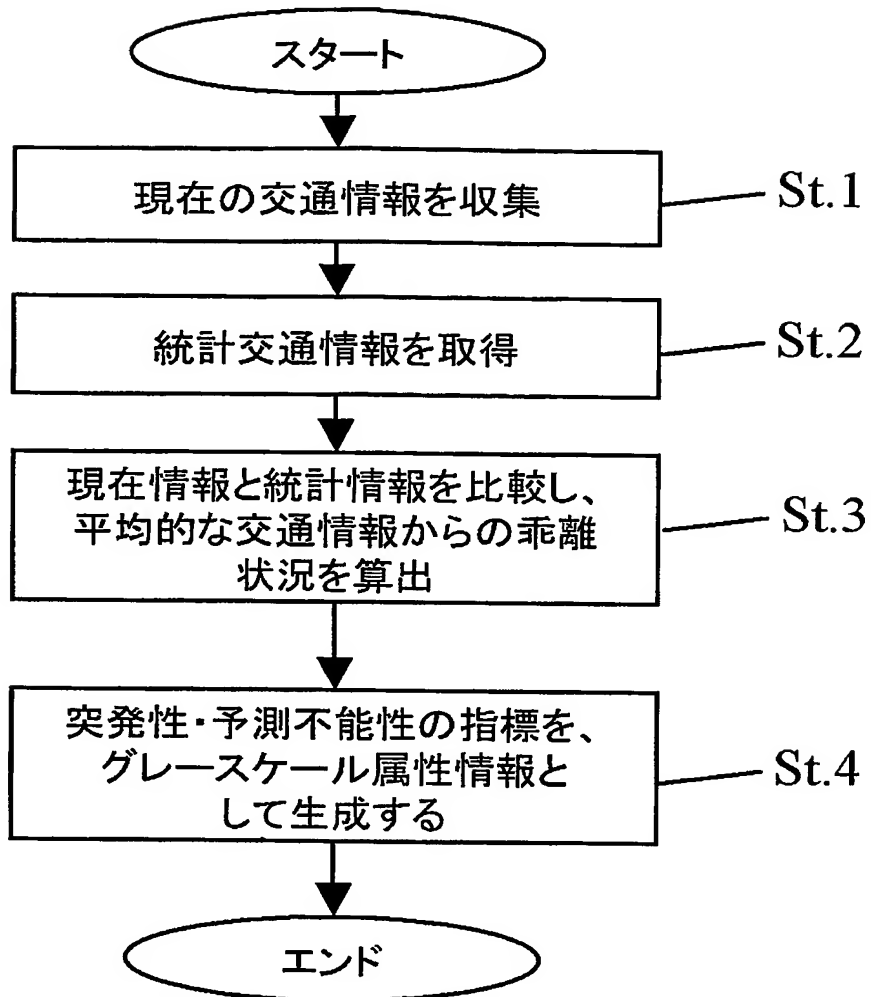 スタート
現在の交通情報を収集
St.1
統計交通情報を取得
St.2
現在情報と統計情報を比較し、
平均的な交通情報からの乖離
状況を算出
St.3
突発性・予測不能性の指標を、
グレースケール属性情報と
して生成する
St.4
エンド